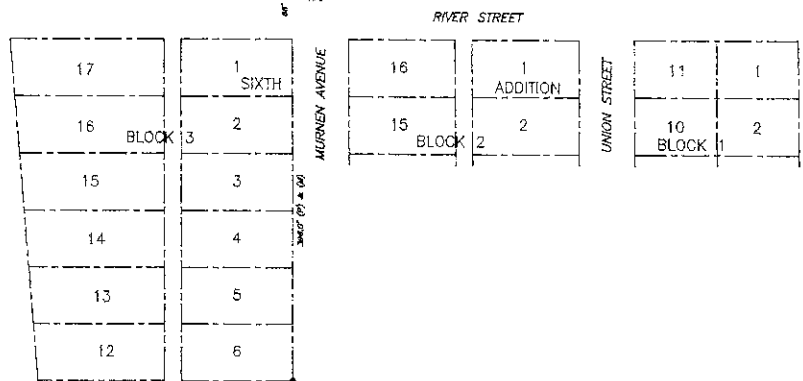 RIVER STREET
17
1
SIXTH
16
BLOCK 3
2
15
3
14
4
13
5
12
6
MURNEN AVENUE
(P) & (M)
16
1
ADDITION
15
BLOCK 2
2
UNION STREET
11
1
10
BLOCK 1
2